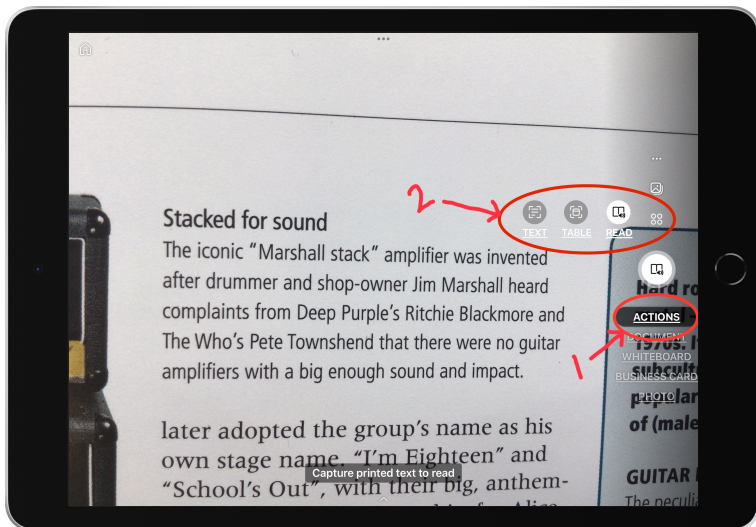 Stacked for sound
The iconic “Marshall stack” amplifier was invented
after drummer and shop-owner Jim Marshall heard
complaints from Deep Purple’s Ritchie Blackmore and
The Who’s Pete Townshend that there were no guitar
amplifiers with a big enough sound and impact.
later adopted the group’s name as his
own stage name. “I’m Eighteen” and
“School’s Out”, with their big, anthem-
Capture printed text to read
2
TEXT TABLE READ
1
ACTIONS
DOCUMENT
WHITEBOARD
BUSINESS CARD
PHOTO
Hard ro
1970s. I
subcult
popular
of (male
GUITAR
The peculia